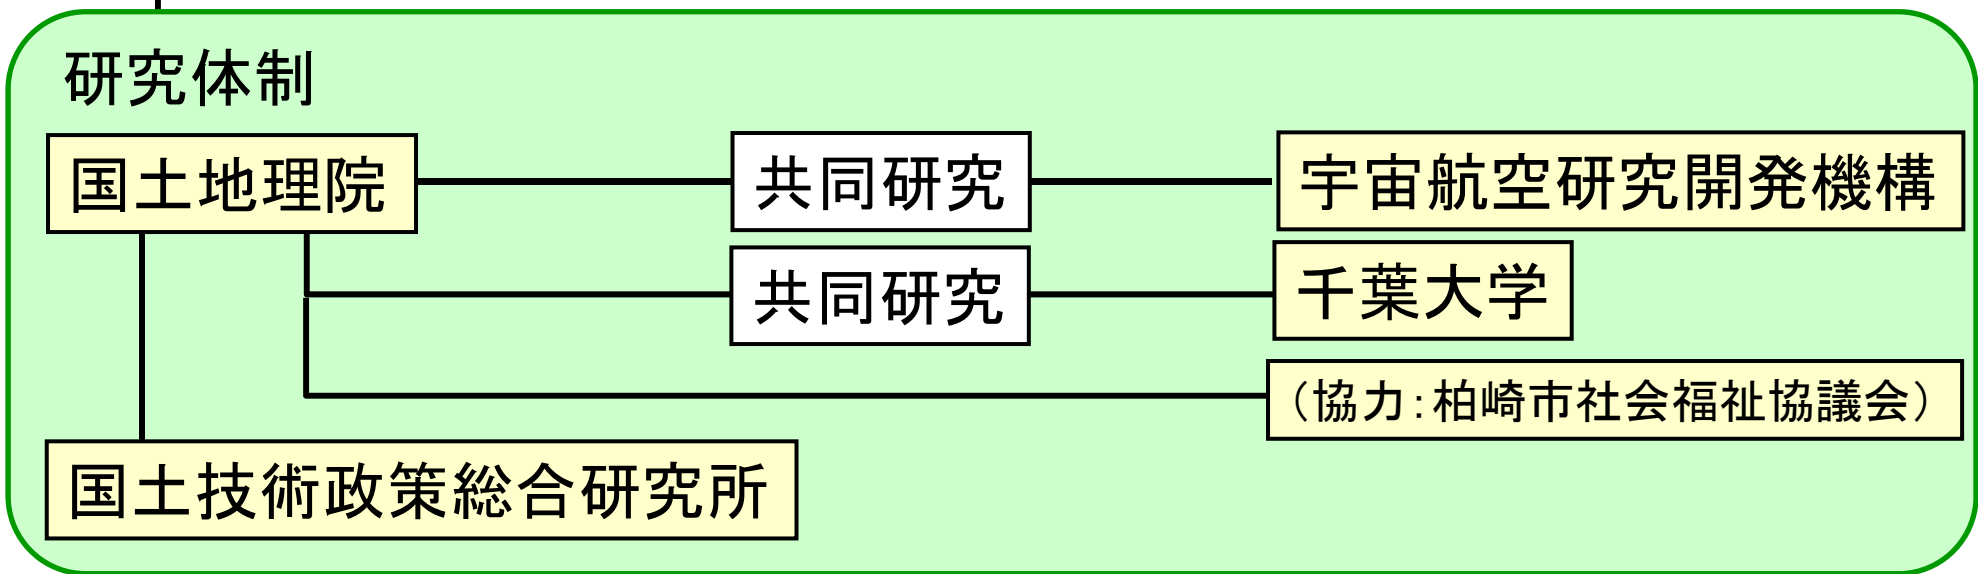 研究体制
国土地理院
共同研究
宇宙航空研究開発機構
共同研究
千葉大学
（協力：柏崎市社会福祉協議会）
国土技術政策総合研究所